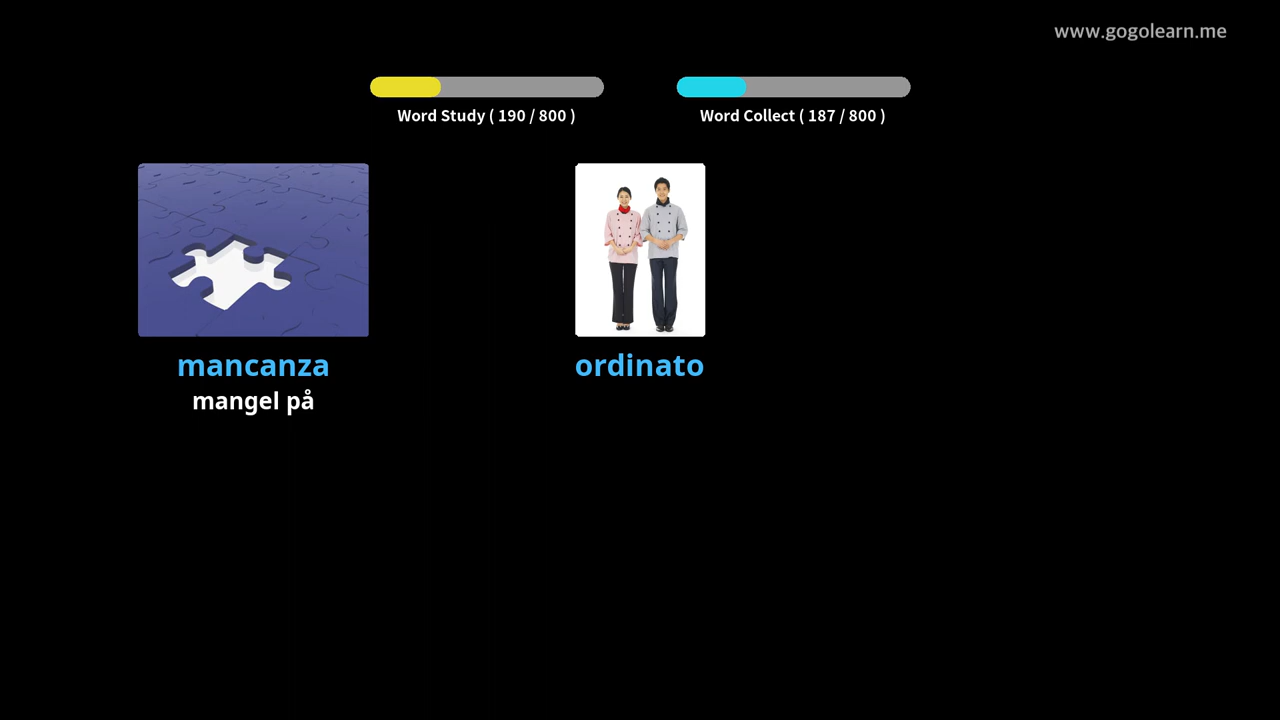 www.gogolearn.me
Word Study ( 190 / 800 )
Word Collect ( 187 / 800 )
mancanza
mangel på
ordinato